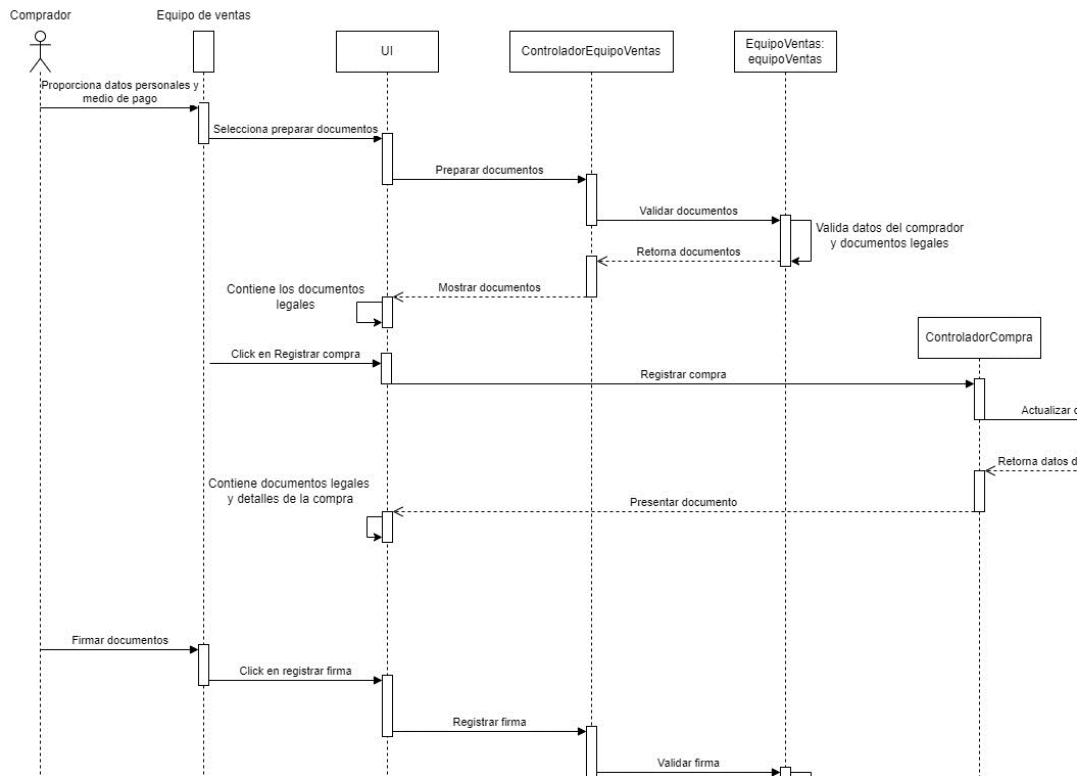 Comprador
Equipo de ventas
UI
ControladorEquipoVentas
EquipoVentas:
equipoVentas
Proporciona datos personales y
medio de pago
Selecciona preparar documentos
Preparar documentos
Validar documentos
Valida datos del comprador
y documentos legales
Retorna documentos
Mostrar documentos
Contiene los documentos
legales
ControladorCompra
Click en Registrar compra
Registrar compra
Actualizar
Retorna datos
Contiene documentos legales
y detalles de la compra
Presentar documento
Firmar documentos
Click en registrar firma
Registrar firma
Validar firma